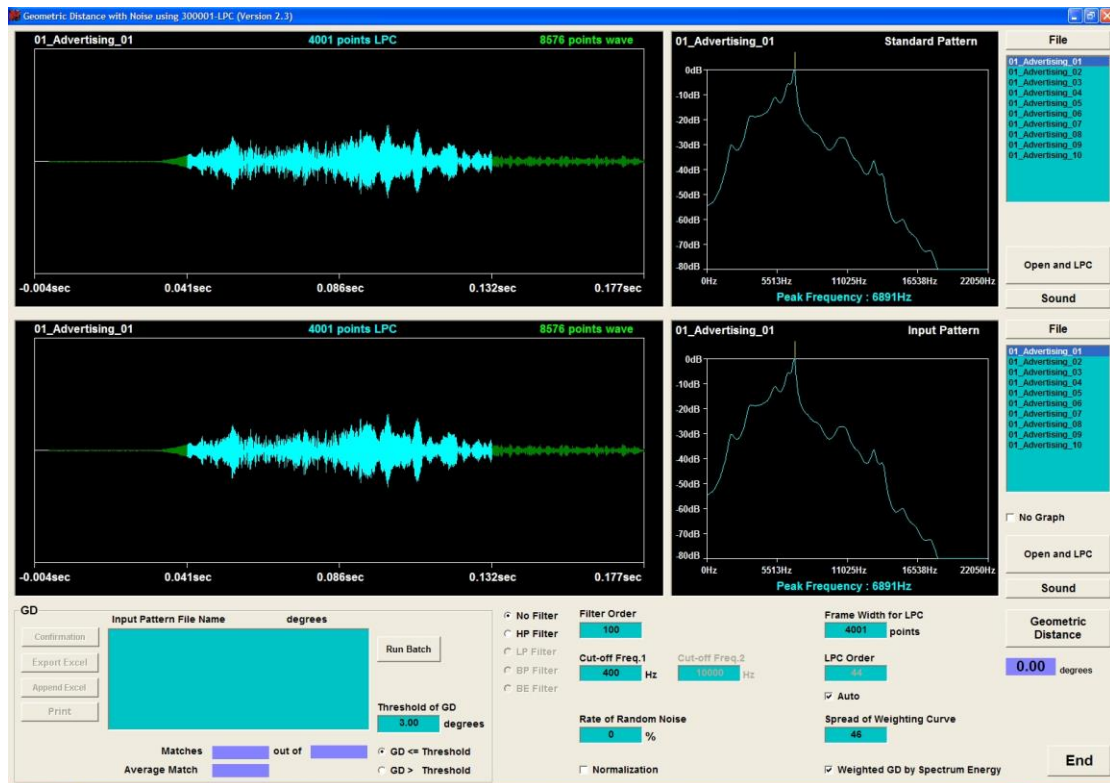 Geometric Distance with Noise using 300001-LPC (Version 2.3)
01_Advertising_01 4001 points LPC 8576 points wave
-0.004sec 0.041sec 0.086sec 0.132sec 0.177sec
01_Advertising_01 Standard Pattern
0dB
-10dB
-20dB
-30dB
-40dB
-50dB
-60dB
-70dB
-80dB
0Hz 5513Hz 11025Hz 16538Hz 22050Hz
Peak Frequency : 6891Hz
File
01_Advertising_01
01_Advertising_02
01_Advertising_03
01_Advertising_04
01_Advertising_05
01_Advertising_06
01_Advertising_07
01_Advertising_08
01_Advertising_09
01_Advertising_10
Open and LPC
Sound
01_Advertising_01 4001 points LPC 8576 points wave
-0.004sec 0.041sec 0.086sec 0.132sec 0.177sec
01_Advertising_01 Input Pattern
0dB
-10dB
-20dB
-30dB
-40dB
-50dB
-60dB
-70dB
-80dB
0Hz 5513Hz 11025Hz 16538Hz 22050Hz
Peak Frequency : 6891Hz
File
01_Advertising_01
01_Advertising_02
01_Advertising_03
01_Advertising_04
01_Advertising_05
01_Advertising_06
01_Advertising_07
01_Advertising_08
01_Advertising_09
01_Advertising_10
No Graph
Open and LPC
Sound
GD
Input Pattern File Name degrees
Confirmation
Export Excel
Append Excel
Print
Run Batch
Threshold of GD
3.00 degrees
Matches out of
Average Match
GD <= Threshold
GD > Threshold
No Filter
HP Filter
LP Filter
BP Filter
BE Filter
Filter Order
100
Cut-off Freq.1 Cut-off Freq.2
400 Hz 10000 Hz
Rate of Random Noise
0 %
Normalization
Frame Width for LPC
4001 points
LPC Order
44
Auto
Spread of Weighting Curve
46
Weighted GD by Spectrum Energy
Geometric
Distance
0.00 degrees
End